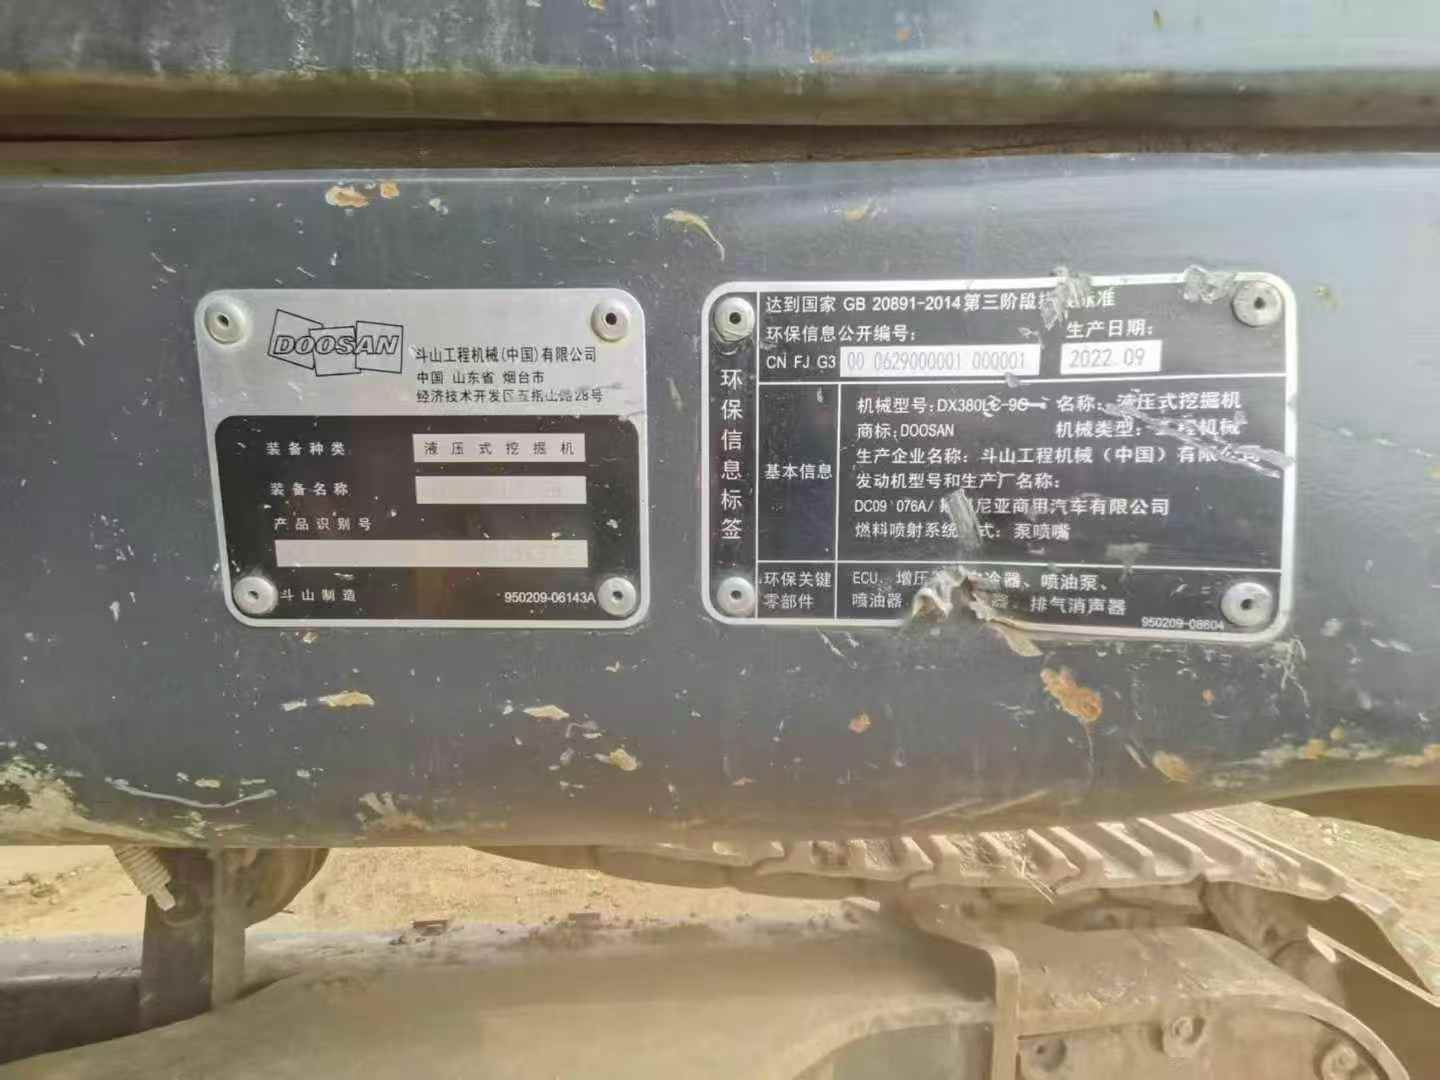 DOOSAN
斗山工程机械(中国)有限公司
中国 山东省 烟台市
经济技术开发区五指山路28号
装备种类
液压式挖掘机
装备名称
产品识别号
斗山制造
950209-06143A
环保信息标签
达到国家 GB 20891-2014第三阶段 标准
环保信息公开编号:
生产日期:
CN FJ G3 00 0629000001 000001
2022.09
基本信息
机械型号:DX380LC-9C
名称:液压式挖掘机
商标:DOOSAN
机械类型:工程机械
生产企业名称:斗山工程机械(中国)有限公司
发动机型号和生产厂名称:
DC09 076A/ 尼亚商用汽车有限公司
燃料喷射系统 式:泵喷嘴
环保关键零部件
ECU、增压 冷器、喷油泵、
喷油器 器、排气消声器
950209-08604